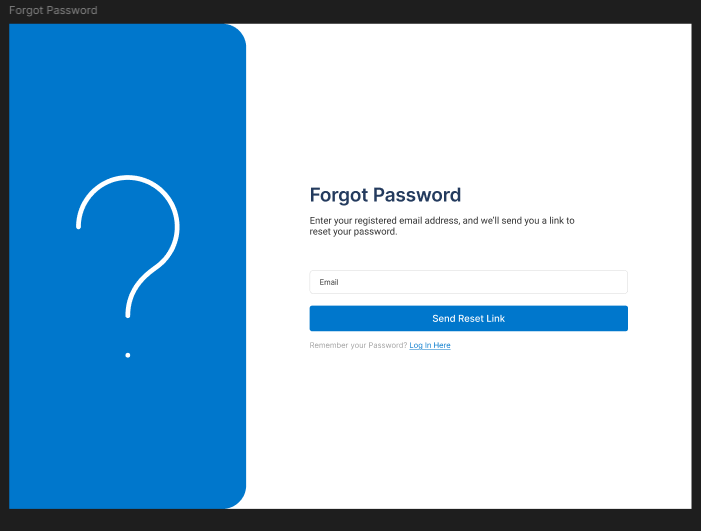 Forgot Password
Forgot Password
Enter your registered email address, and we'll send you a link to
reset your password.
Email
Send Reset Link
Remember your Password? Log In Here